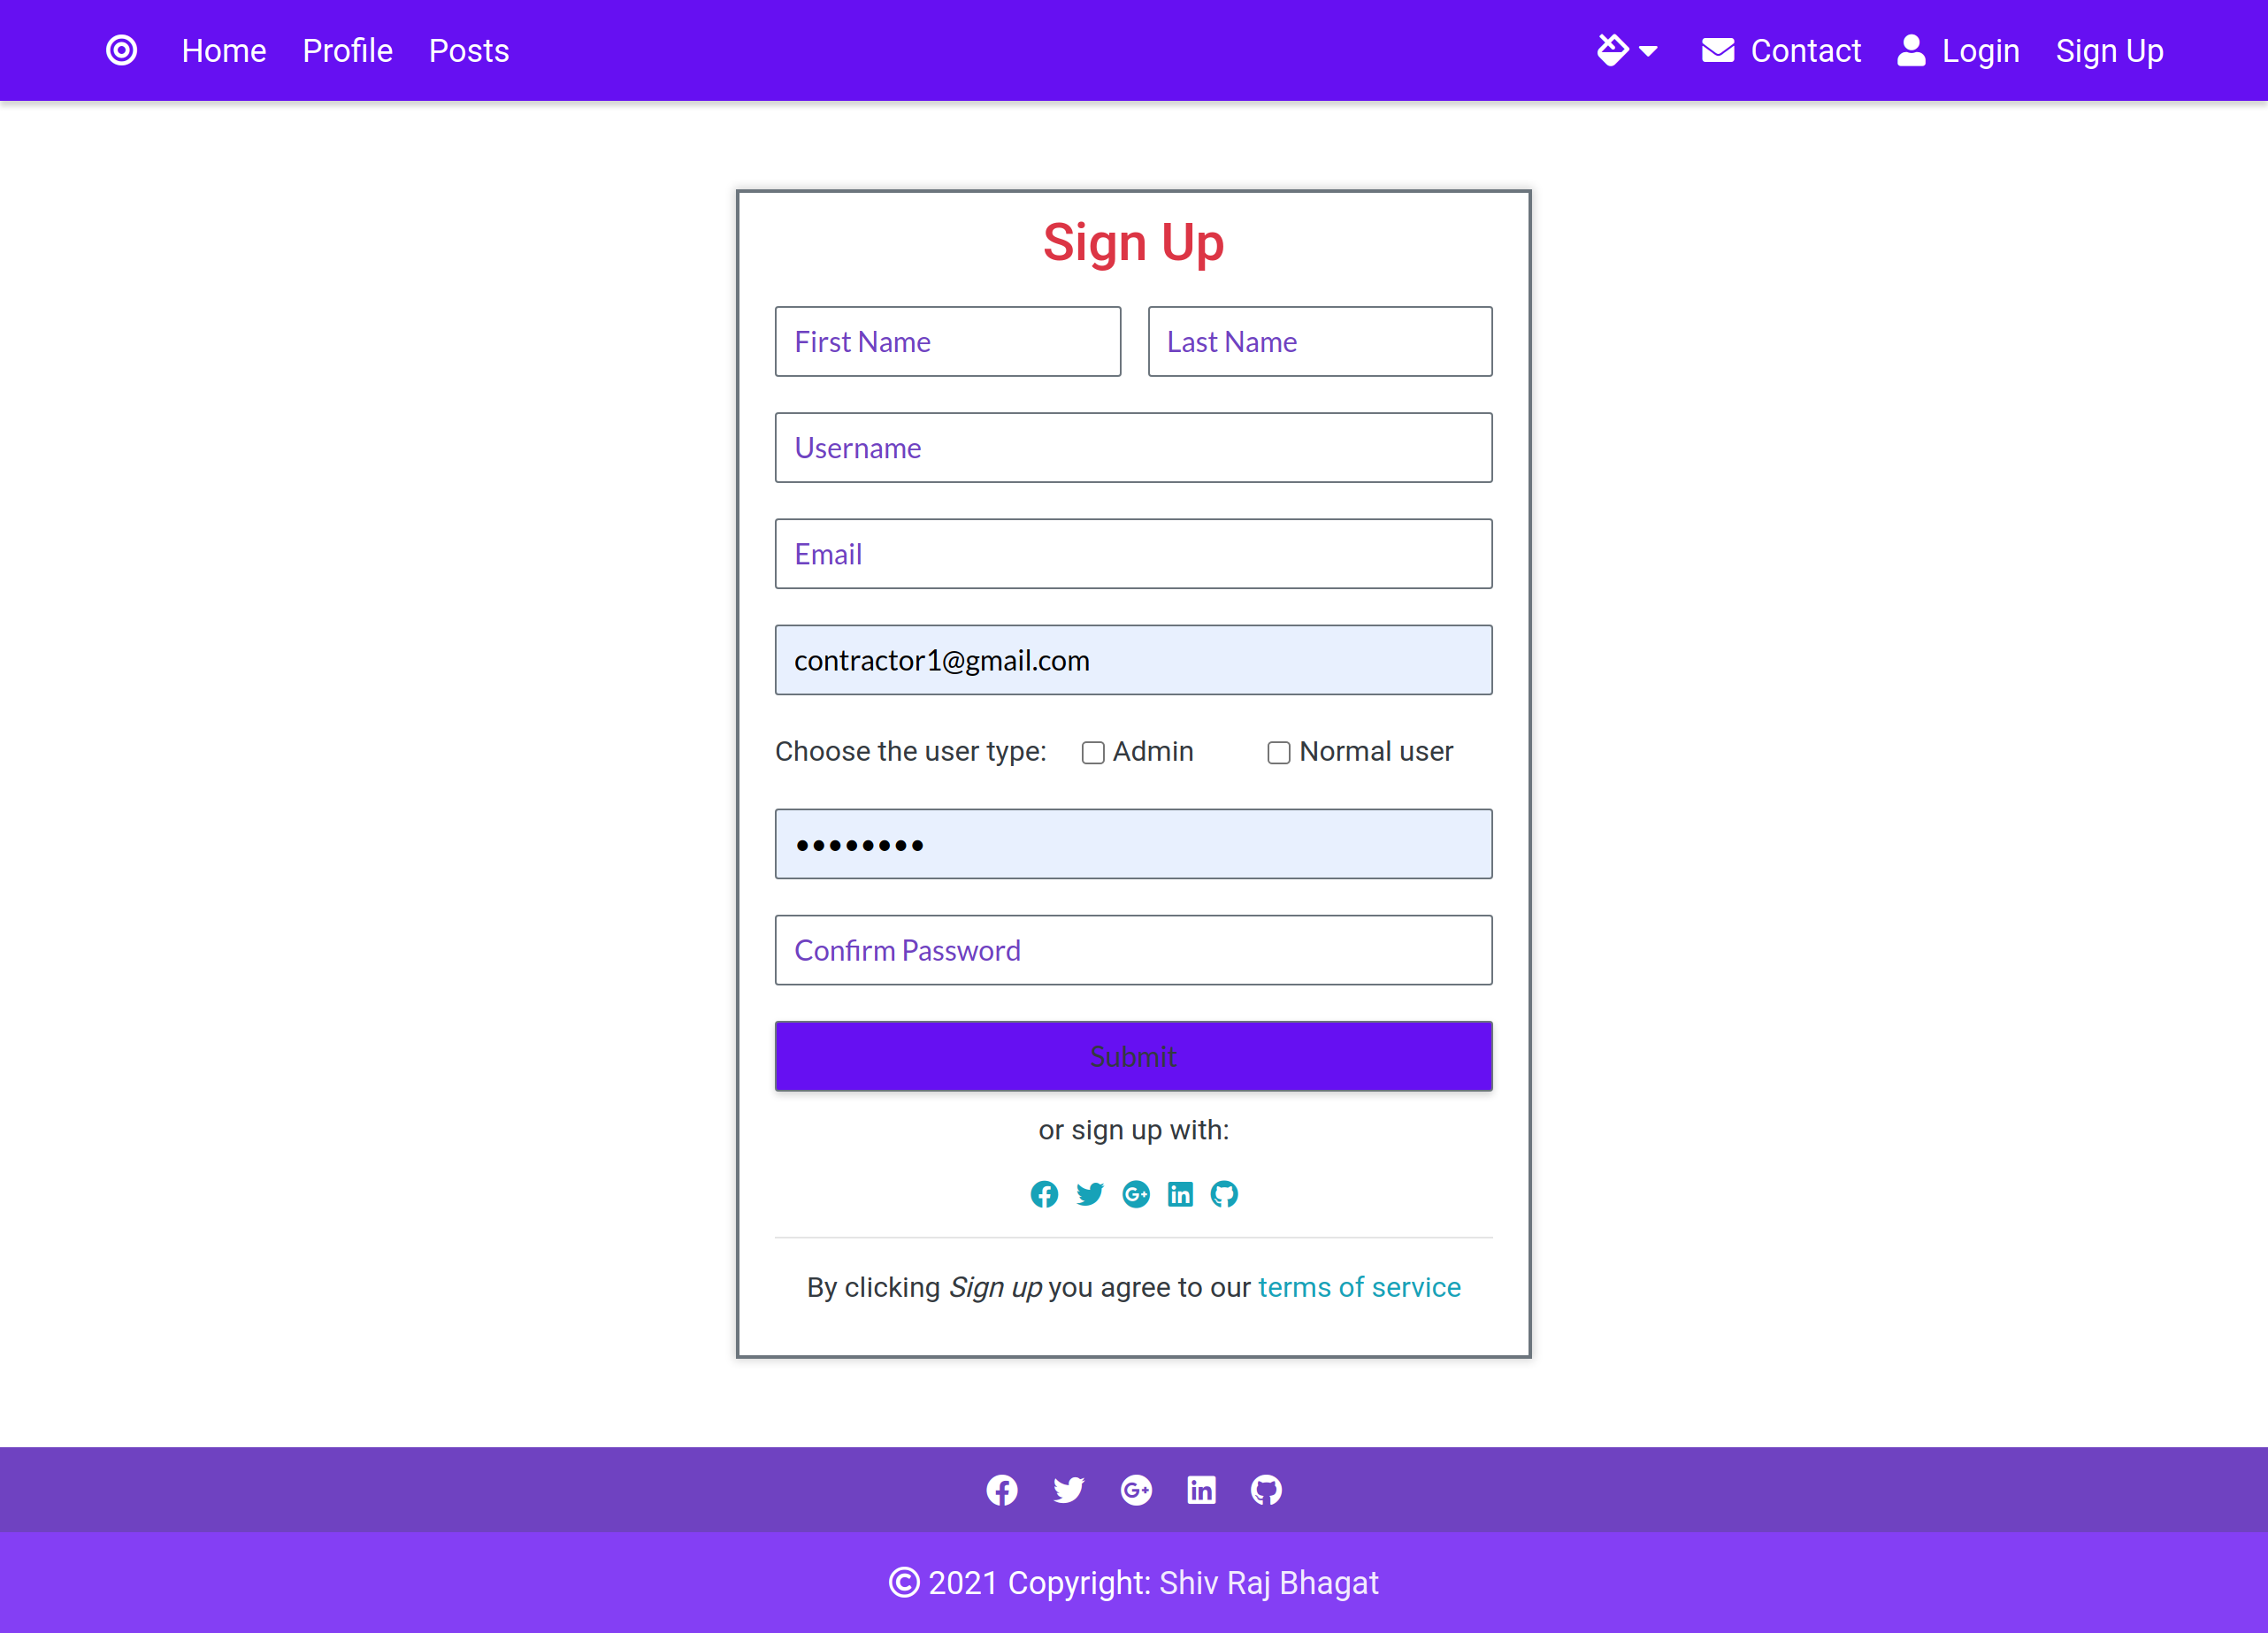 Home Profile Posts Contact Login Sign Up
Sign Up
First Name Last Name
Username
Email
contractor1@gmail.com
Choose the user type: Admin Normal user
••••••••
Confirm Password
Submit
or sign up with:
By clicking Sign up you agree to our terms of service
© 2021 Copyright: Shiv Raj Bhagat